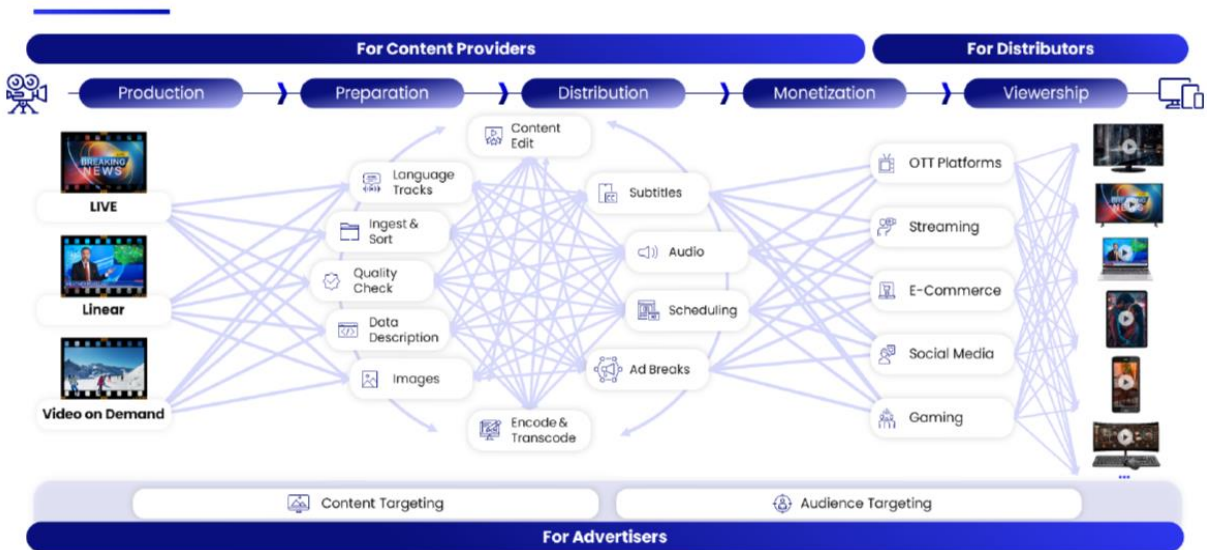 For Content Providers
For Distributors
Production
Preparation
Distribution
Monetization
Viewership
BREAKING
NEWS
LIVE
Linear
Video on Demand
Language
Tracks
Ingest &
Sort
Quality
Check
Data
Description
Images
Content
Edit
Encode &
Transcode
Subtitles
Audio
Scheduling
Ad Breaks
OTT Platforms
Streaming
E-Commerce
Social Media
Gaming
BREAKING
NEWS
...
Content Targeting
Audience Targeting
For Advertisers